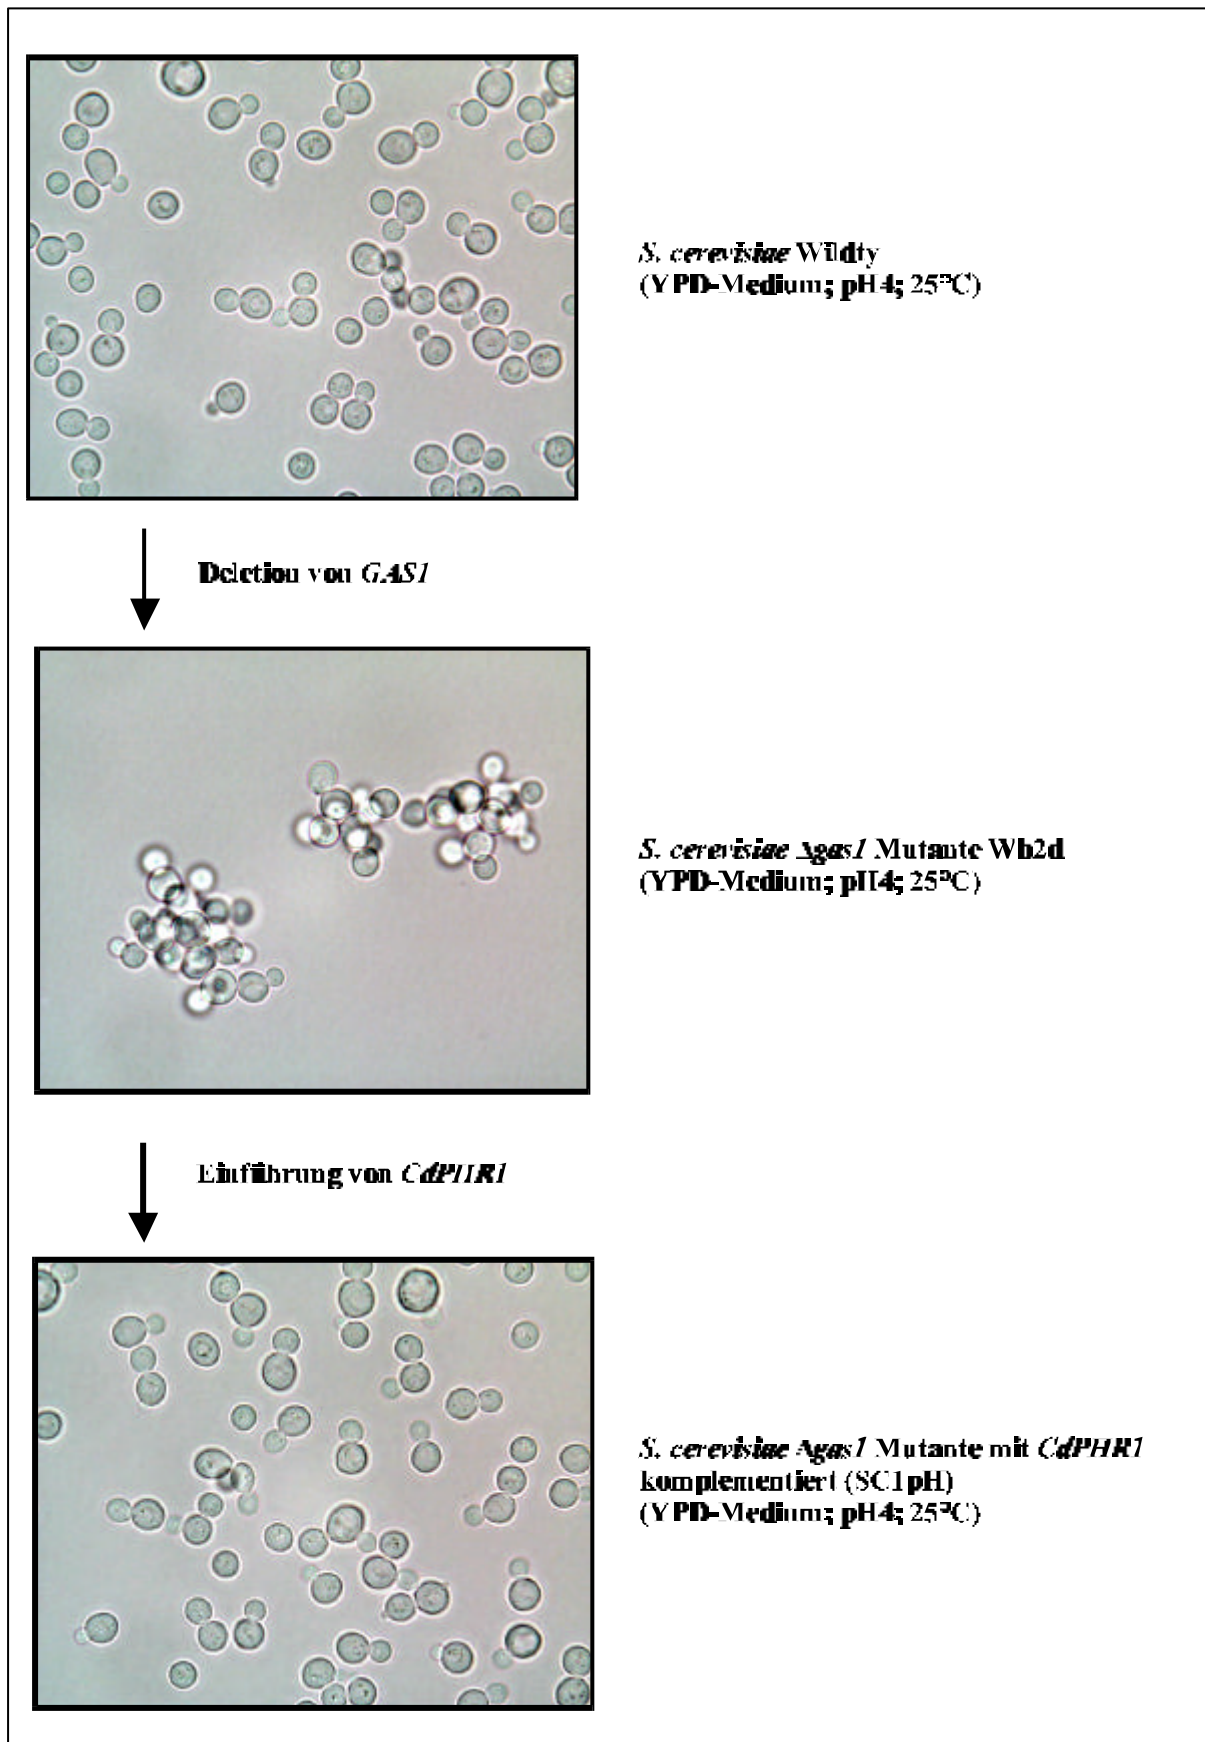 S. cerevisiae Wildty
(YPD-Medium; pH4; 25°C)
Deletion von GAS1
S. cerevisiae Δgas1 Mutante Wb2d
(YPD-Medium; pH4; 25°C)
Einführung von CdPHR1
S. cerevisiae Δgas1 Mutante mit CdPHR1
komplementiert (SC1pH)
(YPD-Medium; pH4; 25°C)